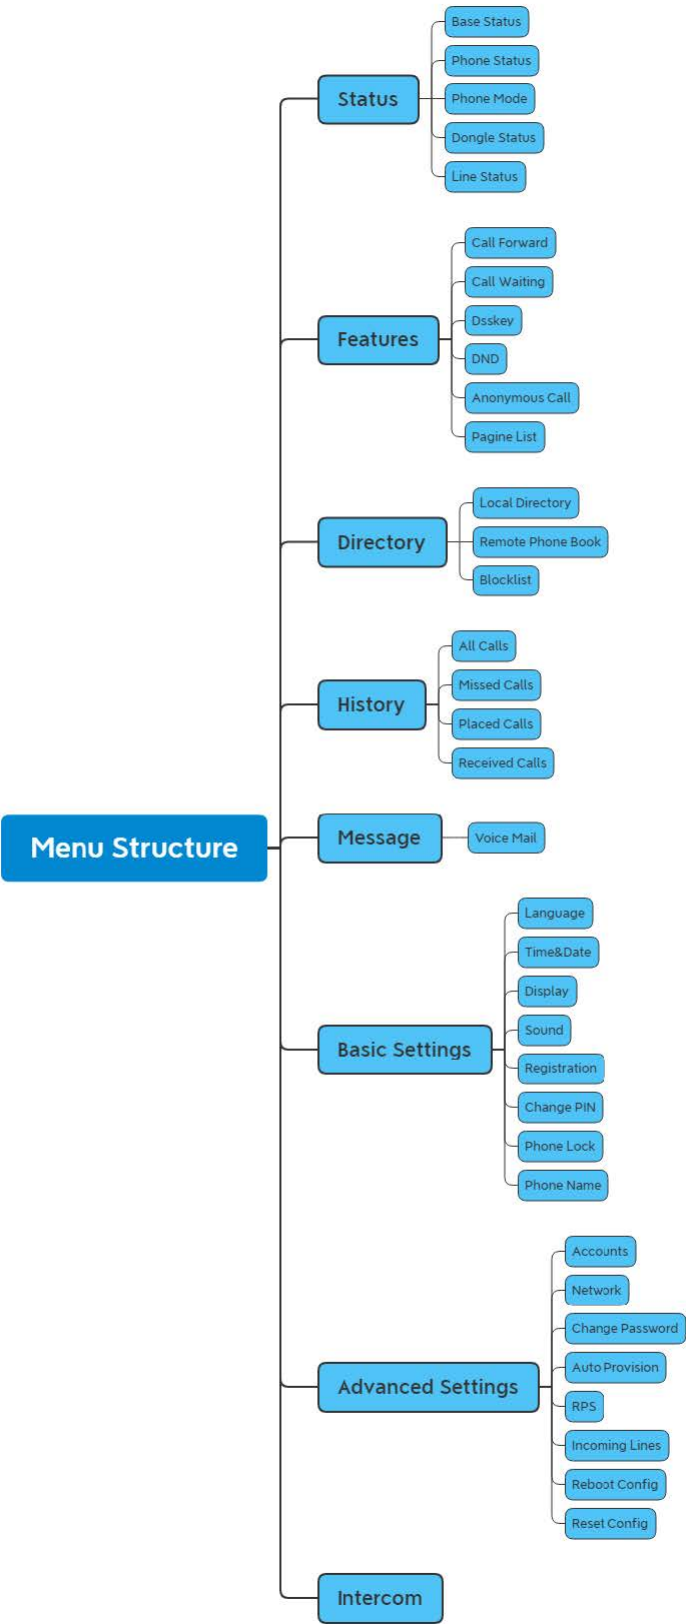 Menu Structure
Status
Base Status
Phone Status
Phone Mode
Dongle Status
Line Status
Features
Call Forward
Call Waiting
Dsskey
DND
Anonymous Call
Pagine List
Directory
Local Directory
Remote Phone Book
Blocklist
History
All Calls
Missed Calls
Placed Calls
Received Calls
Message
Voice Mail
Basic Settings
Language
Time&Date
Display
Sound
Registration
Change PIN
Phone Lock
Phone Name
Advanced Settings
Accounts
Network
Change Password
Auto Provision
RPS
Incoming Lines
Reboot Config
Reset Config
Intercom